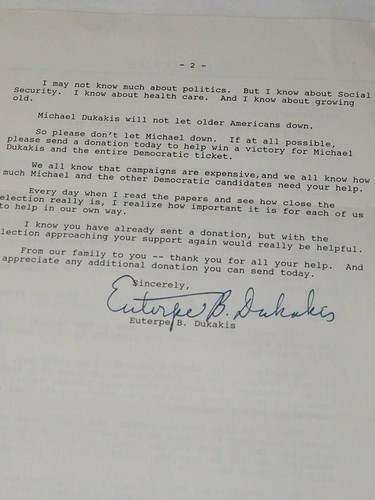 - 2 -
I may not know much about politics. But I know about Social
Security. I know about health care. And I know about growing
old.
Michael Dukakis will not let older Americans down.
So please don't let Michael down. If at all possible,
please send a donation today to help win a victory for Michael
Dukakis and the entire Democratic ticket.
We all know that campaigns are expensive,and we all know how
much Michael and the other Democratic candidates need your help.
Every day when I read the papers and see how close the
election really is, I realize how important it is for each of us
to help in our own way.
I know you have already sent a donation, but with the
lection approaching your support again would really be helpful.
From our family to you -- thank you for all your help. And
appreciate any additional donation you can send today.
Sincerely,
Euterpe B. Dukakis
Euterpe B. Dukakis